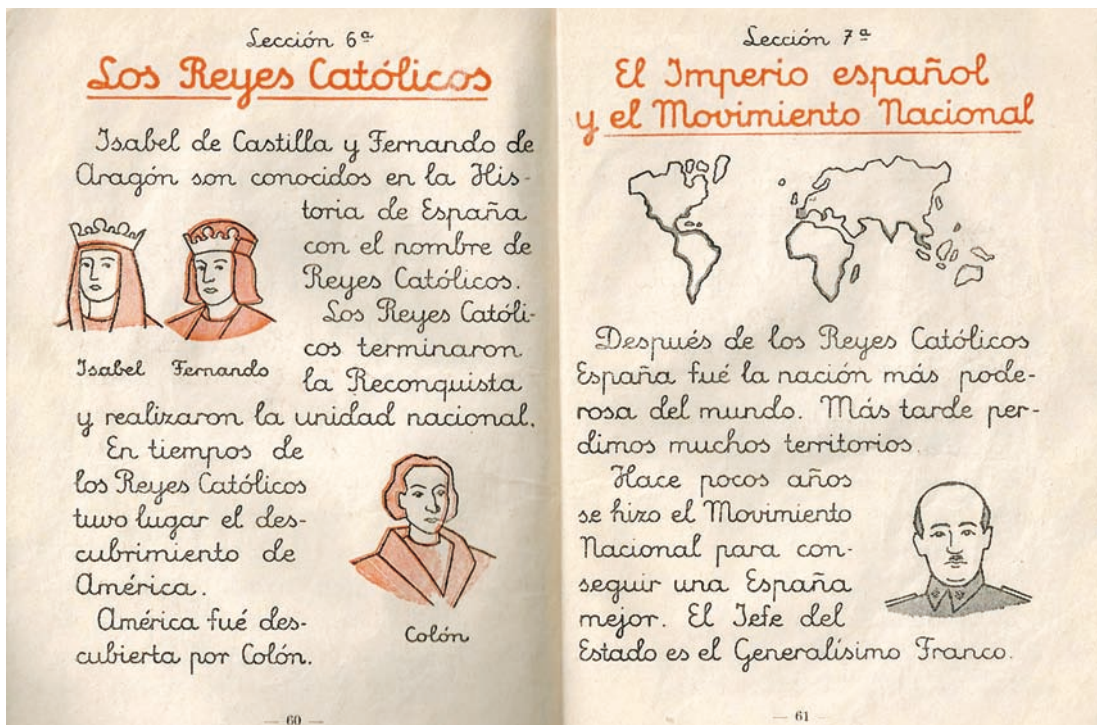 Lección 6ª
Los Reyes Católicos
Isabel de Castilla y Fernando de
Aragón son conocidos en la His-
toria de España
con el nombre de
Reyes Católicos.
Los Reyes Católi-
cos terminaron
la Reconquista
Isabel Fernando
y realizaron la unidad nacional.
En tiempos de
los Reyes Católicos
tuvo lugar el des-
cubrimiento de
América.
América fué des-
cubierta por Colón.
Colón
— 60 —
Lección 7ª
El Imperio español
y el Movimiento Nacional
Después de los Reyes Católicos
España fué la nación más pode-
rosa del mundo. Más tarde per-
dimos muchos territorios.
Hace pocos años
se hizo el Movimiento
Nacional para con-
seguir una España
mejor. El Jefe del
Estado es el Generalísimo Franco.
— 61 —